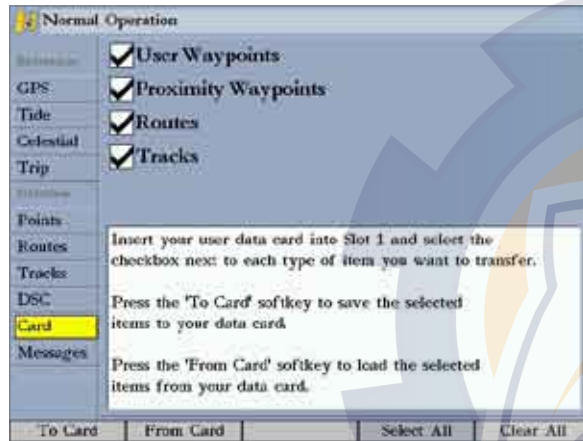 Normal Operation
GPS
Tide
Celestial
Trip
Points
Routes
Tracks
DSC
Card
Messages
User Waypoints
Proximity Waypoints
Routes
Tracks
Insert your user data card into Slot 1 and select the
checkbox next to each type of item you want to transfer.
Press the 'To Card' softkey to save the selected
items to your data card.
Press the 'From Card' softkey to load the selected
items from your data card.
To Card
From Card
Select All
Clear All